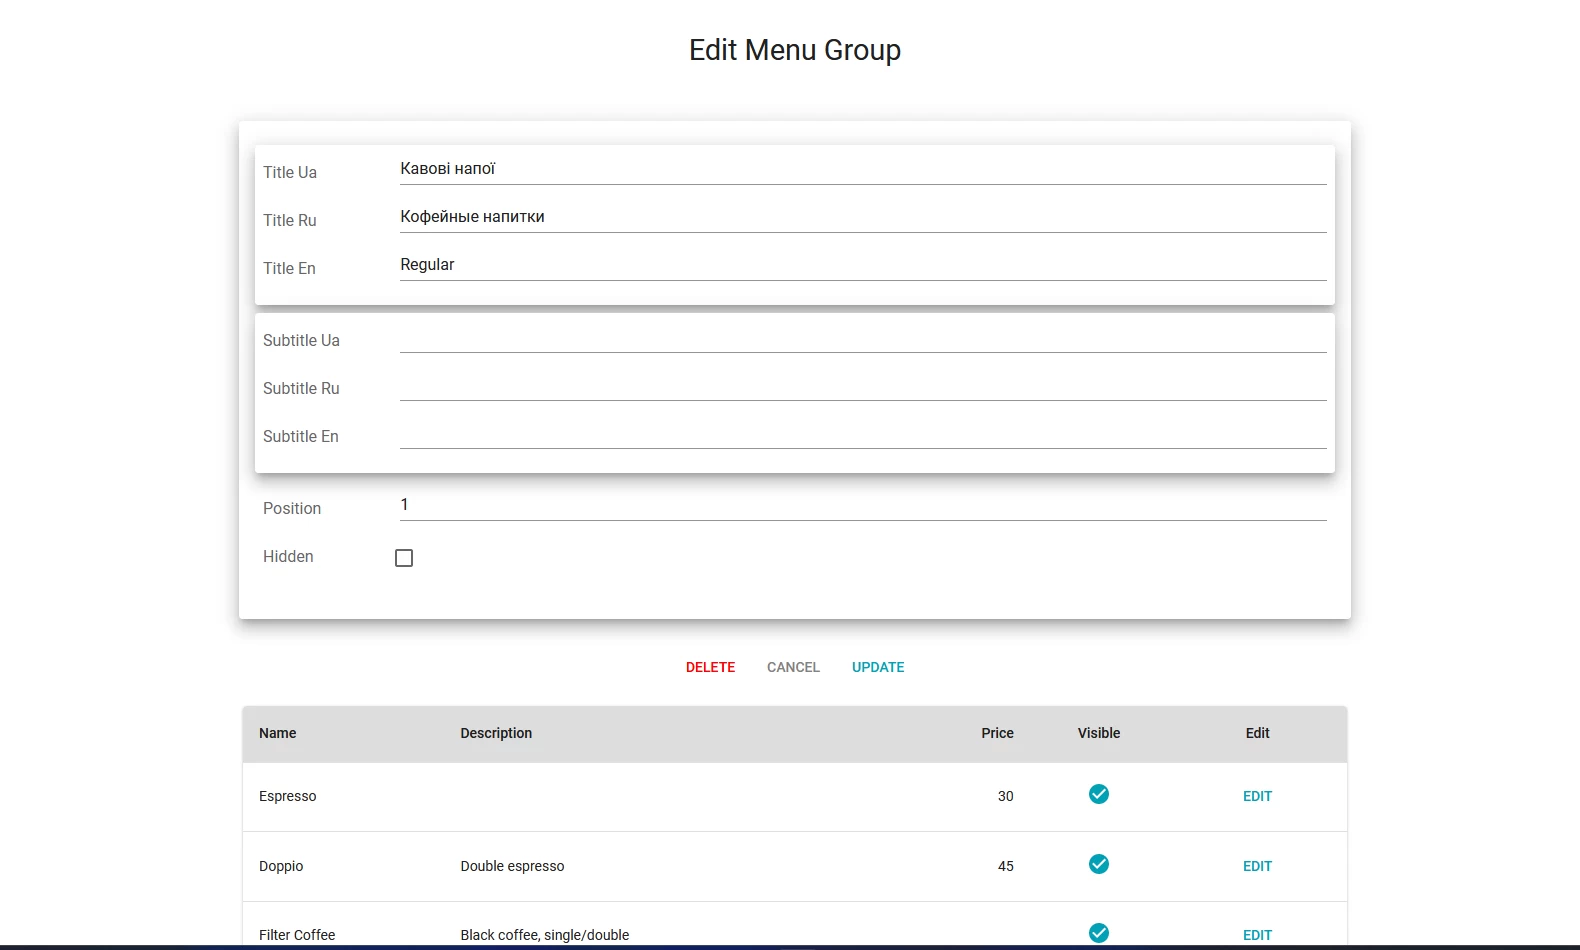 Edit Menu Group
Title Ua Кавові напої
Title Ru Кофейные напитки
Title En Regular
Subtitle Ua
Subtitle Ru
Subtitle En
Position 1
Hidden
DELETE CANCEL UPDATE
Name Description Price Visible Edit
Espresso 30 EDIT
Doppio Double espresso 45 EDIT
Filter Coffee Black coffee, single/double EDIT